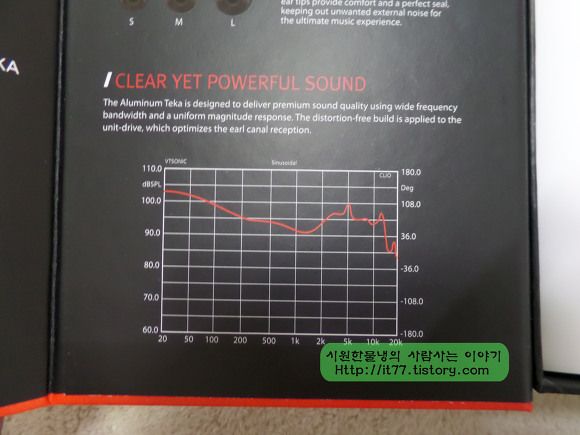 ear tips provide comfort and a perfect seal,
keeping out unwanted external noise for
the ultimate music experience.
S M L
KA
CLEAR YET POWERFUL SOUND
The Aluminum Teka is designed to deliver premium sound quality using wide frequency
bandwidth and a uniform magnitude response. The distortion-free build is applied to the
unit-drive, which optimizes the earl canal reception.
VTSONIC Sinusoidal CLIO
110.0 180.0
dBSPL Deg
100.0 108.0
90.0 36.0
80.0 -36.0
70.0 -108.0
60.0 -180.0
20 50 100 200 500 1k 2k 5k 10k 20k
시원한물냉의 사람사는 이야기
Http://it77.tistory.com